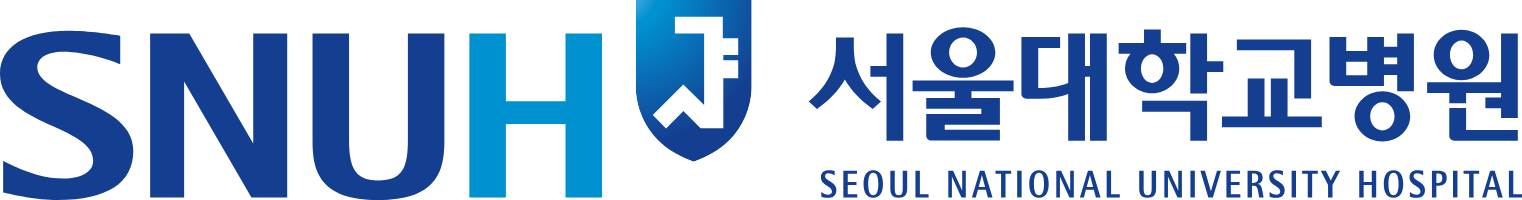 SNUH
서울대학교병원
SEOUL NATIONAL UNIVERSITY HOSPITAL